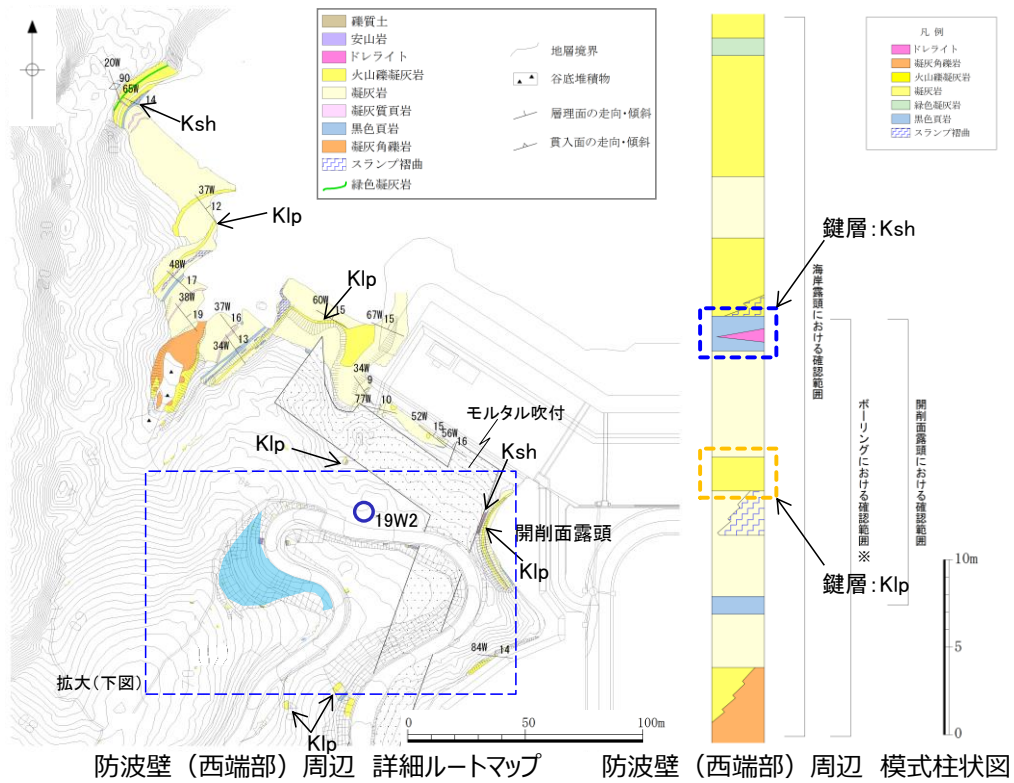 礫質土
安山岩
ドレライト
火山礫凝灰岩
凝灰岩
凝灰質頁岩
黒色頁岩
凝灰角礫岩
スランプ褶曲
緑色凝灰岩
地層境界
谷底堆積物
層理面の走向・傾斜
貫入面の走向・傾斜
20W
90
65W
14
Ksh
37W
12
Klp
48W
17
38W
19
37W
16
34W
13
60W
15
Klp
67W
15
34W
9
77W
10
52W
15
56W
16
モルタル吹付
Klp
Ksh
19W2
開削面露頭
Klp
84W
14
拡大(下図)
Klp
0
50
100m
防波壁（西端部）周辺 詳細ルートマップ
凡 例
ドレライト
凝灰角礫岩
火山礫凝灰岩
凝灰岩
緑色凝灰岩
黒色頁岩
スランプ褶曲
鍵層：Ksh
海岸露頭における確認範囲
ボーリングにおける確認範囲※
開削面露頭における確認範囲
鍵層：Klp
10m
5
0
防波壁（西端部）周辺 模式柱状図